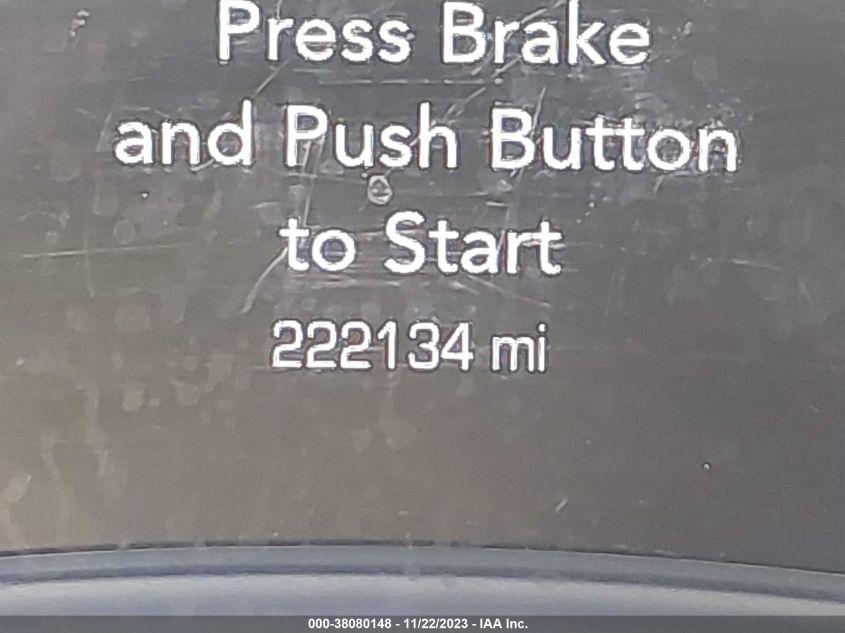 Press Brake
and Push Button
to Start
222134 mi
000-38080148 - 11/22/2023 - IAA Inc.